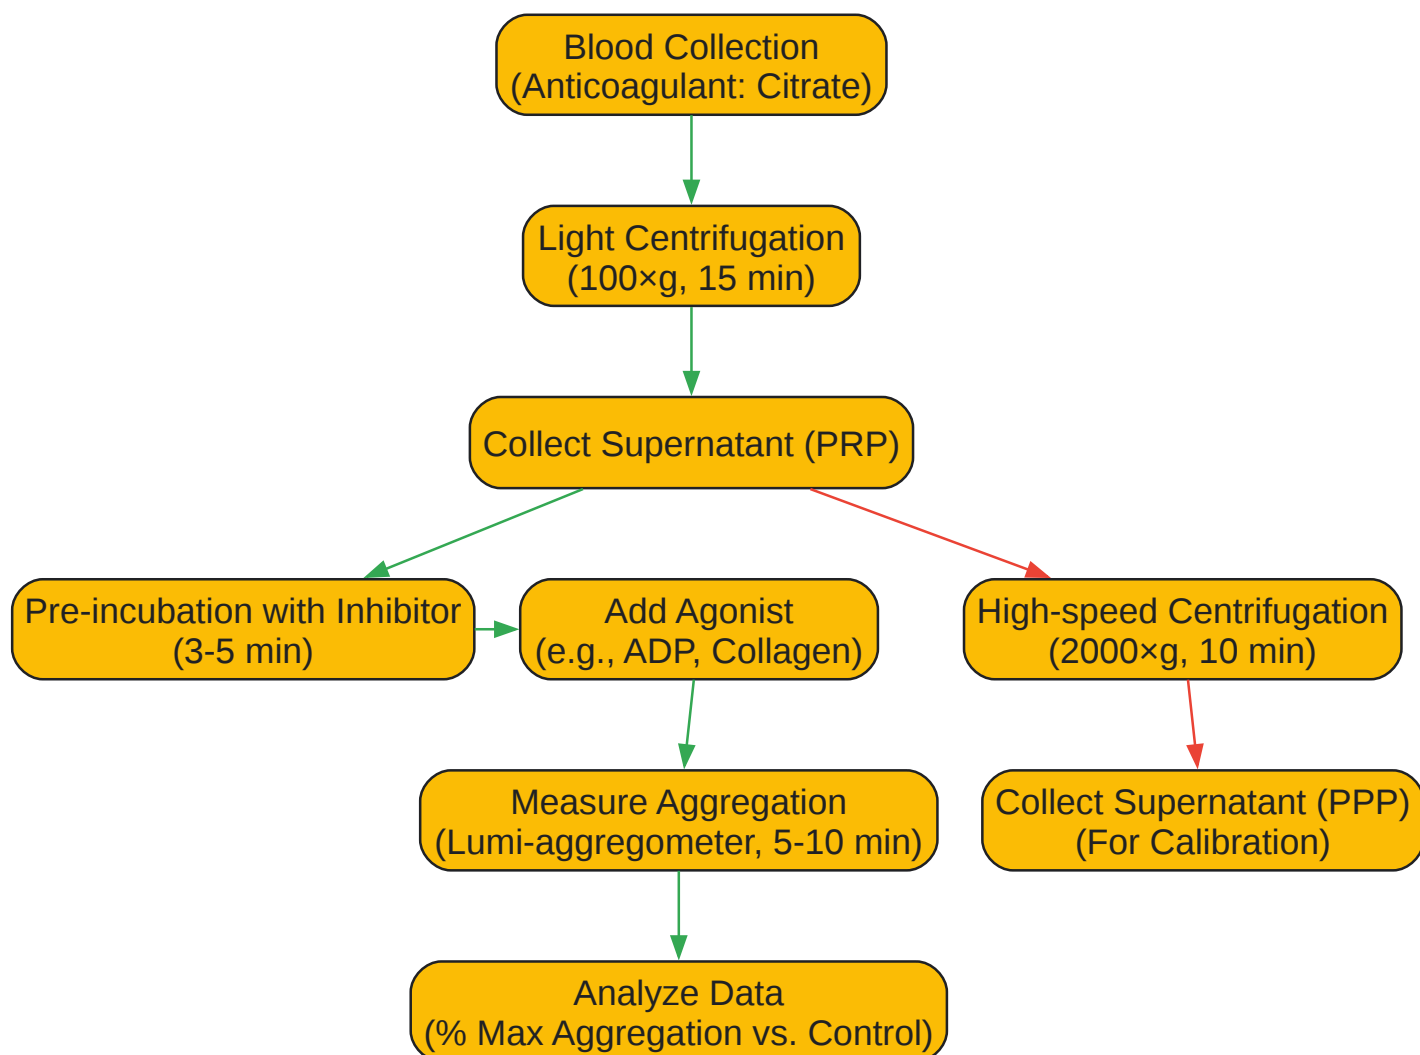 Blood Collection
(Anticoagulant: Citrate)
Light Centrifugation
(100×g, 15 min)
Collect Supernatant (PRP)
Pre-incubation with Inhibitor
(3-5 min)
Add Agonist
(e.g., ADP, Collagen)
High-speed Centrifugation
(2000×g, 10 min)
Measure Aggregation
(Lumi-aggregometer, 5-10 min)
Collect Supernatant (PPP)
(For Calibration)
Analyze Data
(% Max Aggregation vs. Control)